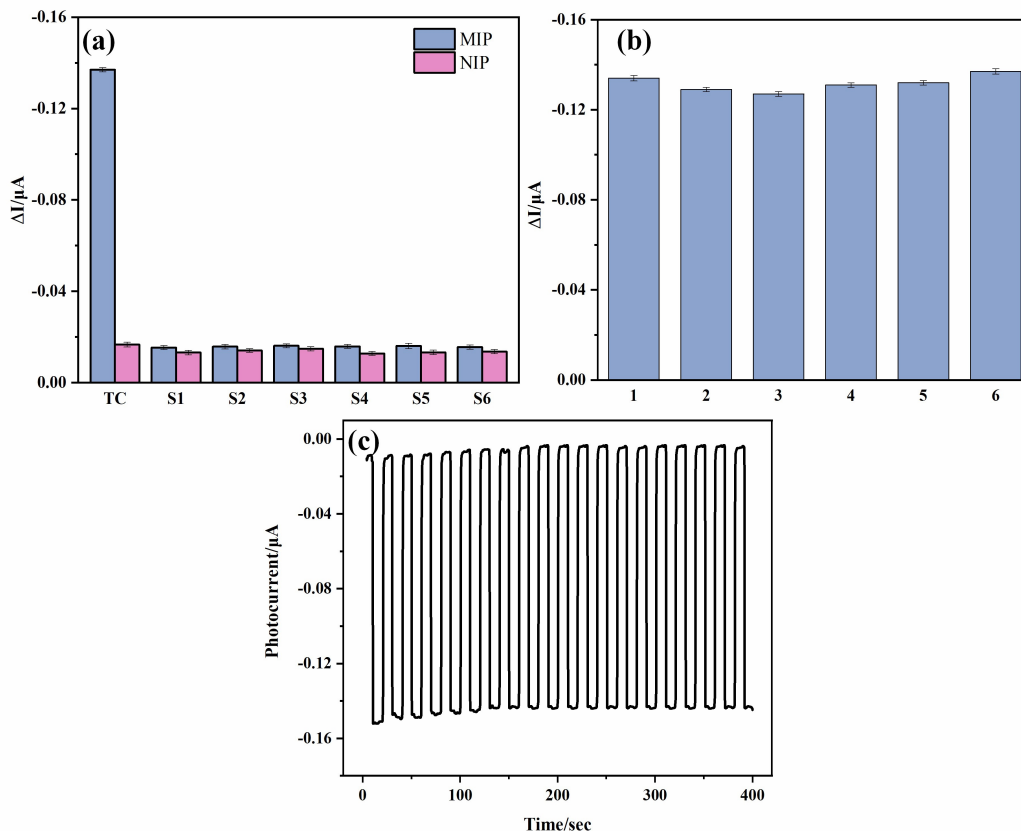 (a)
MIP
NIP
-0.16
-0.12
-0.08
-0.04
0.00
ΔI/μA
TC S1 S2 S3 S4 S5 S6
(b)
-0.16
-0.12
-0.08
-0.04
0.00
ΔI/μA
1 2 3 4 5 6
(c)
0.00
-0.04
-0.08
-0.12
-0.16
Photocurrent/μA
0 100 200 300 400
Time/sec